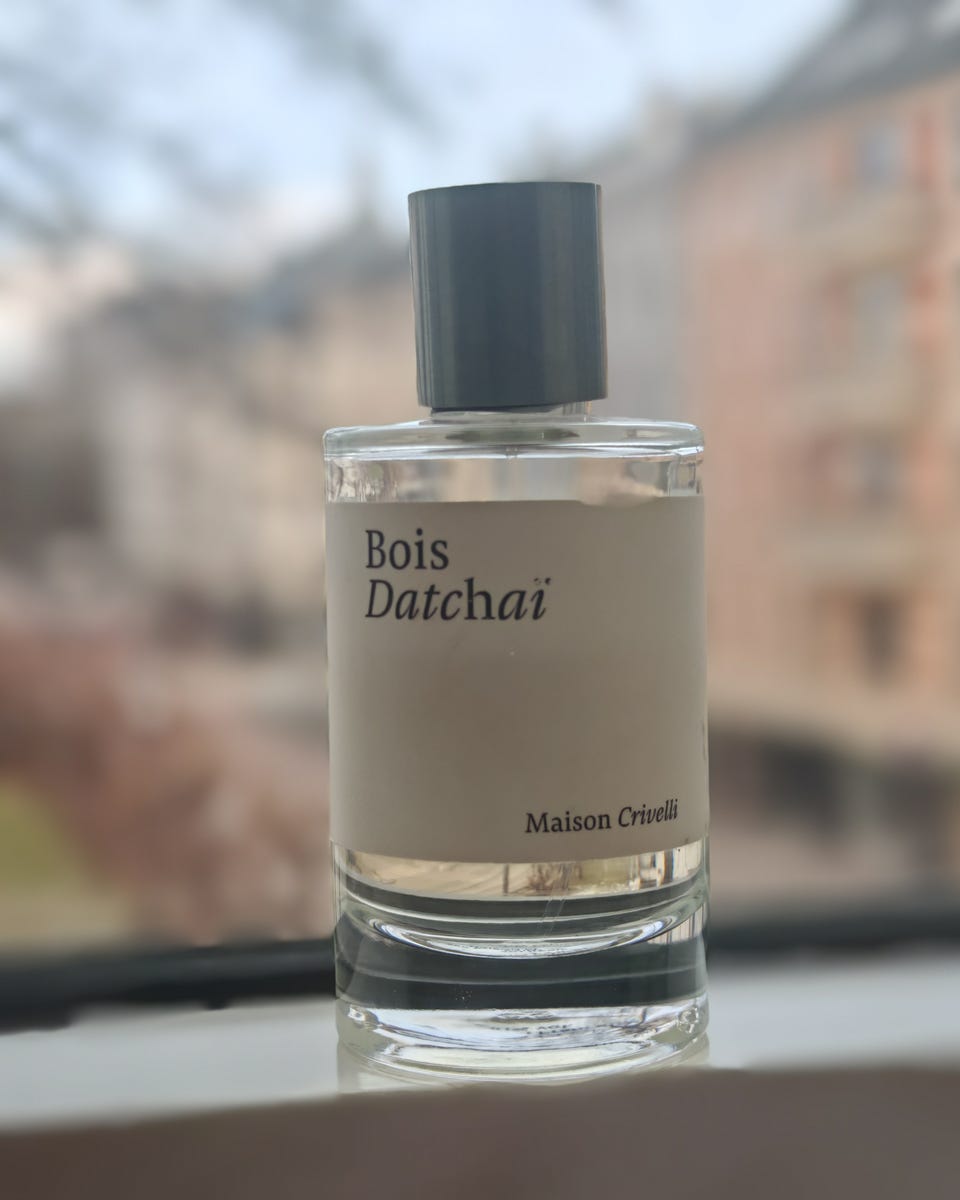 Bois
Datchaï
Maison Crivelli